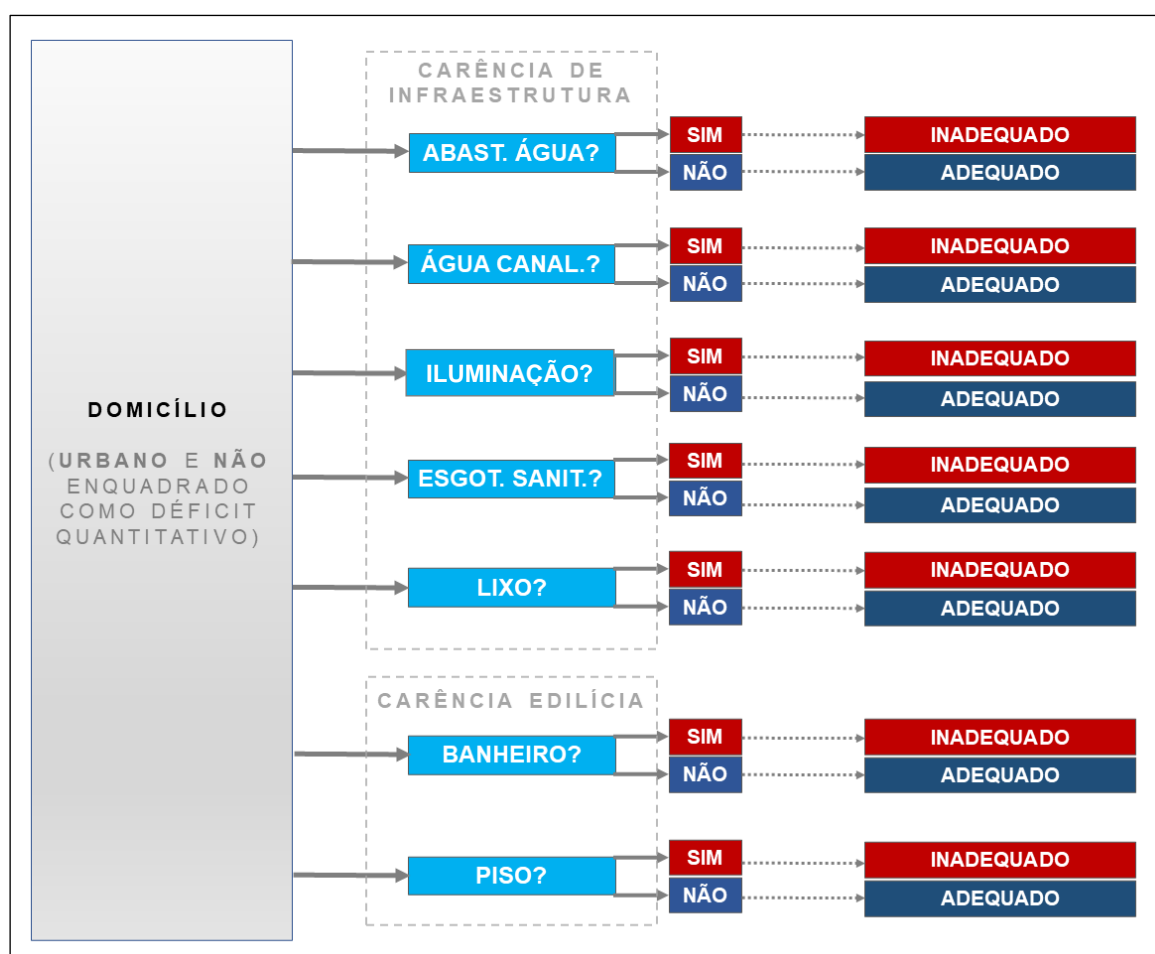 DOMICÍLIO
(URBANO E NÃO
ENQUADRADO
COMO DÉFICIT
QUANTITATIVO)
CARÊNCIA DE
INFRAESTRUTURA
ABAST. ÁGUA?
SIM
INADEQUADO
NÃO
ADEQUADO
ÁGUA CANAL.?
SIM
INADEQUADO
NÃO
ADEQUADO
ILUMINAÇÃO?
SIM
INADEQUADO
NÃO
ADEQUADO
ESGOT. SANIT.?
SIM
INADEQUADO
NÃO
ADEQUADO
LIXO?
SIM
INADEQUADO
NÃO
ADEQUADO
CARÊNCIA EDILÍCIA
BANHEIRO?
SIM
INADEQUADO
NÃO
ADEQUADO
PISO?
SIM
INADEQUADO
NÃO
ADEQUADO